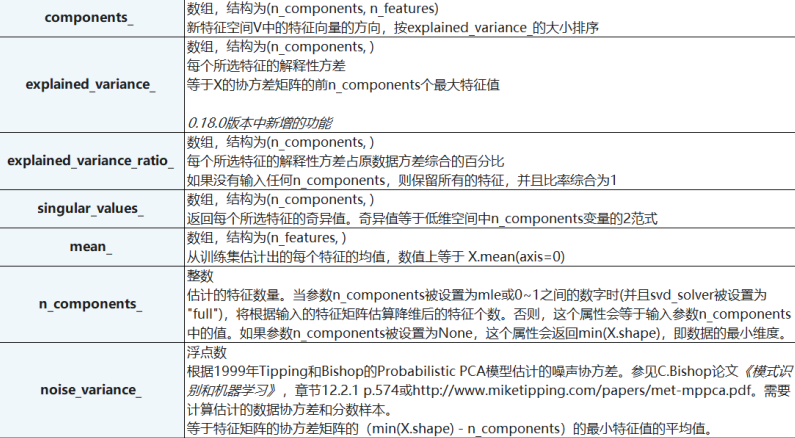 components_
数组，结构为(n_components, n_features)
新特征空间V中的特征向量的方向，按explained_variance_的大小排序
explained_variance_
数组，结构为(n_components, )
每个所选特征的解释性方差
等于X的协方差矩阵的前n_components个最大特征值
0.18.0版本中新增的功能
explained_variance_ratio_
数组，结构为(n_components, )
每个所选特征的解释性方差占原数据方差综合的百分比
如果没有输入任何n_components，则保留所有的特征，并且比率综合为1
singular_values_
数组，结构为(n_components, )
返回每个所选特征的奇异值。奇异值等于低维空间中n_components变量的2范式
mean_
数组，结构为(n_features, )
从训练集估计出的每个特征的均值，数值上等于 X.mean(axis=0)
n_components_
整数
估计的特征数量。当参数n_components被设置为mle或0~1之间的数字时(并且svd_solver被设置为
"full")，将根据输入的特征矩阵估算降维后的特征个数。否则，这个属性会等于输入参数n_components
中的值。如果参数n_components被设置为None，这个属性会返回min(X.shape)，即数据的最小维度。
noise_variance_
浮点数
根据1999年Tipping和Bishop的Probabilistic PCA模型估计的噪声协方差。参见C.Bishop论文《模式识
别和机器学习》，章节12.2.1 p.574或http://www.miketipping.com/papers/met-mppca.pdf。需要
计算估计的数据协方差和分数样本。
等于特征矩阵的协方差矩阵的（min(X.shape) - n_components）的最小特征值的平均值。